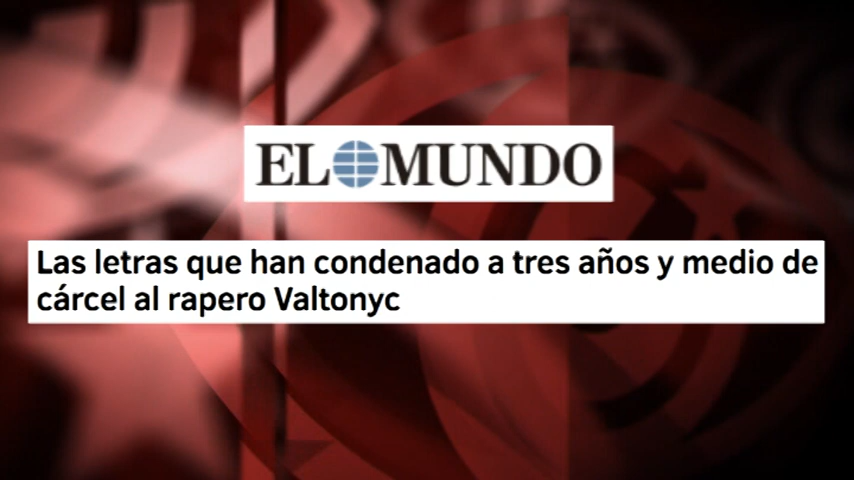 EL MUNDO
Las letras que han condenado a tres años y medio de
cárcel al rapero Valtonyc